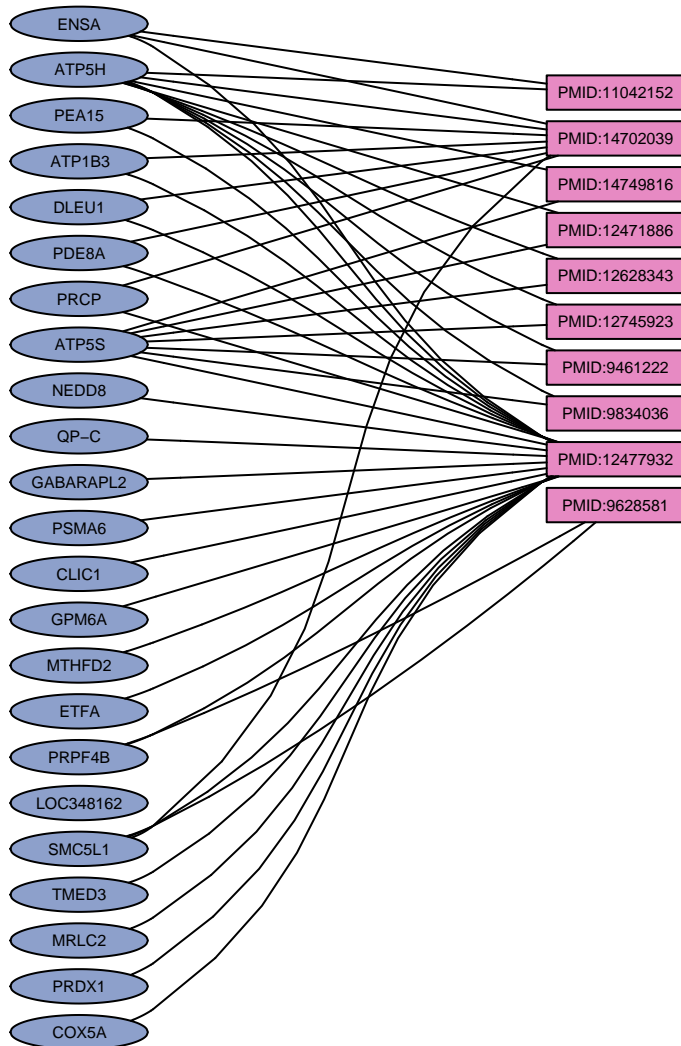 ENSA
ATP5H
PEA15
ATP1B3
DLEU1
PDE8A
PRCP
ATP5S
NEDD8
QP−C
GABARAPL2
PSMA6
CLIC1
GPM6A
MTHFD2
ETFA
PRPF4B
LOC348162
SMC5L1
TMED3
MRLC2
PRDX1
COX5A
PMID:11042152
PMID:14702039
PMID:14749816
PMID:12471886
PMID:12628343
PMID:12745923
PMID:9461222
PMID:9834036
PMID:12477932
PMID:9628581